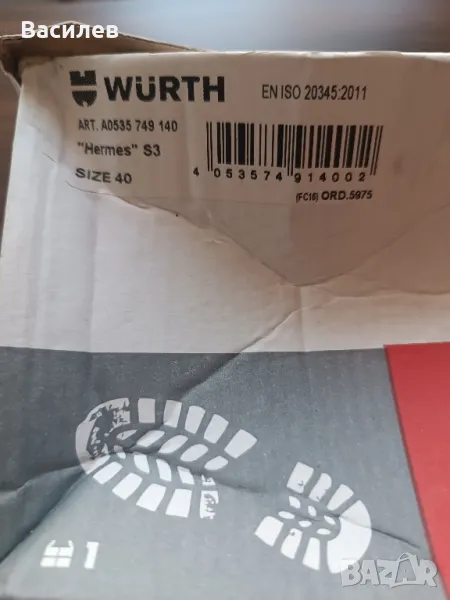 Василев
WÜRTH
EN ISO 20345:2011
ART. A0535 749 140
"Hermes" S3
SIZE 40
4 053574 914002
(FC16) ORD.5975
1
bazar